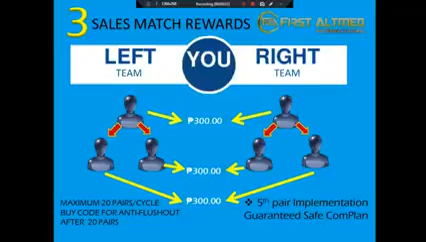 3 SALES MATCH REWARDS
FIRST ALTMED
LEFT
TEAM
YOU
RIGHT
TEAM
₱300.00
₱300.00
₱300.00
MAXIMUM 20 PAIRS/CYCLE
BUY CODE FOR ANTI-FLUSHOUT
AFTER 20 PAIRS
❖ 5th pair Implementation
Guaranteed Safe ComPlan